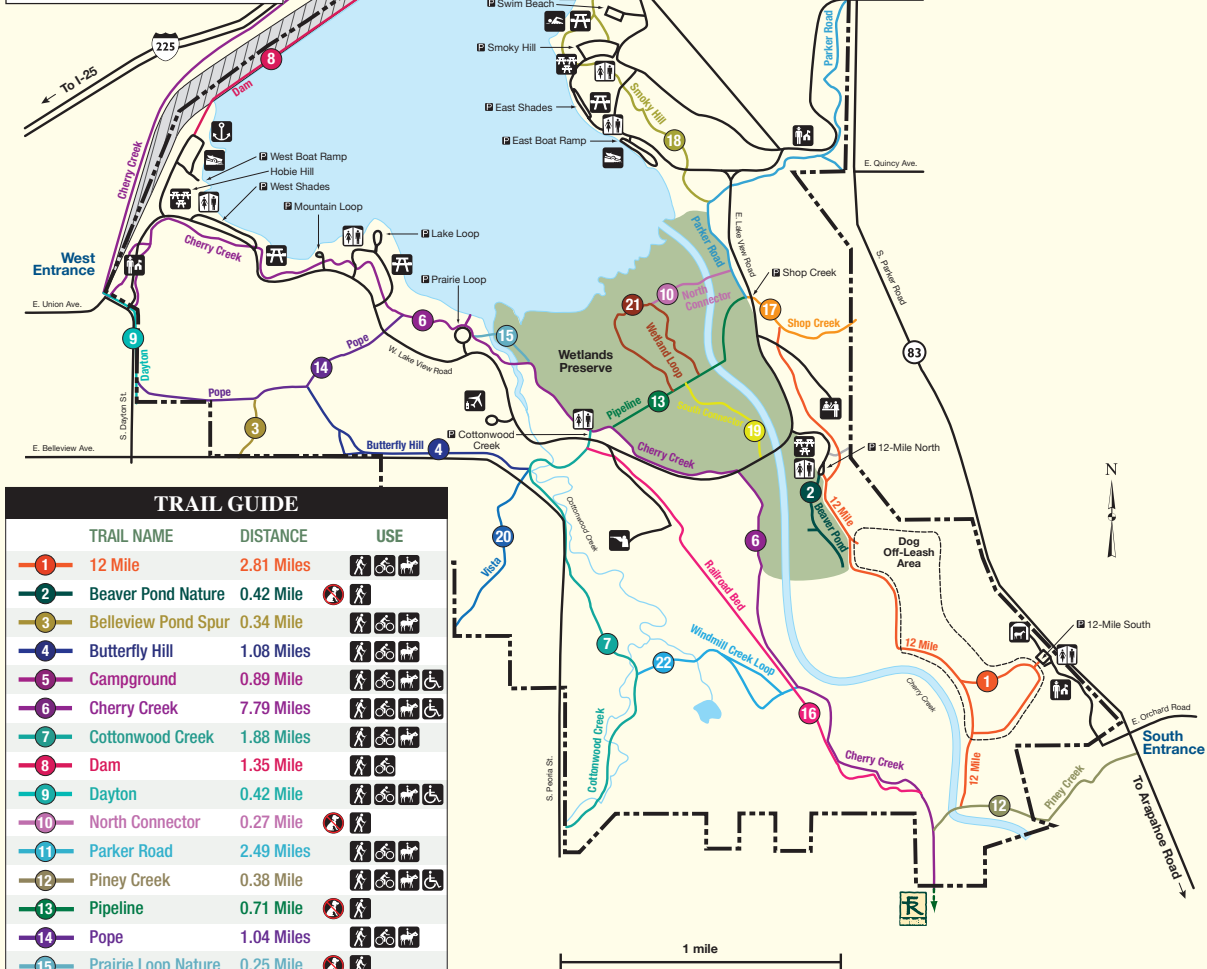 P Swim Beach
225
To I-25
8
Dam
P Smoky Hill
Smoky Hill
18
P East Shades
P East Boat Ramp
Parker Road
E. Quincy Ave.
Cherry Creek
P West Boat Ramp
Hobie Hill
P West Shades
P Mountain Loop
P Lake Loop
Cherry Creek
West
Entrance
E. Union Ave.
P Prairie Loop
Parker Road
E. Lake View Road
P Shop Creek
S. Parker Road
83
10
North
Connector
21
Wetland Loop
17
Shop Creek
9
Dayton
S. Dayton St.
6
15
Wetlands
Preserve
Pope
14
Pope
W. Lake View Road
3
Pipeline
13
South Connector
19
P Cottonwood
Creek
Cherry Creek
E. Belleview Ave.
Butterfly Hill
4
P 12-Mile North
2
Beaver Pond
12 Mile
N
Dog
Off-Leash
Area
Cottonwood Creek
20
Vista
6
Railroad Bed
7
22
Windmill Creek Loop
12 Mile
1
P 12-Mile South
Cherry Creek
16
Cherry Creek
Cottonwood Creek
S. Peoria St.
12 Mile
12
Piney Creek
E. Orchard Road
South
Entrance
To Arapahoe Road
1 mile
TRAIL GUIDE
TRAIL NAME DISTANCE USE
1 12 Mile 2.81 Miles
2 Beaver Pond Nature 0.42 Mile
3 Belleview Pond Spur 0.34 Mile
4 Butterfly Hill 1.08 Miles
5 Campground 0.89 Mile
6 Cherry Creek 7.79 Miles
7 Cottonwood Creek 1.88 Miles
8 Dam 1.35 Mile
9 Dayton 0.42 Mile
10 North Connector 0.27 Mile
11 Parker Road 2.49 Miles
12 Piney Creek 0.38 Mile
13 Pipeline 0.71 Mile
14 Pope 1.04 Miles
15 Prairie Loop Nature 0.25 Mile